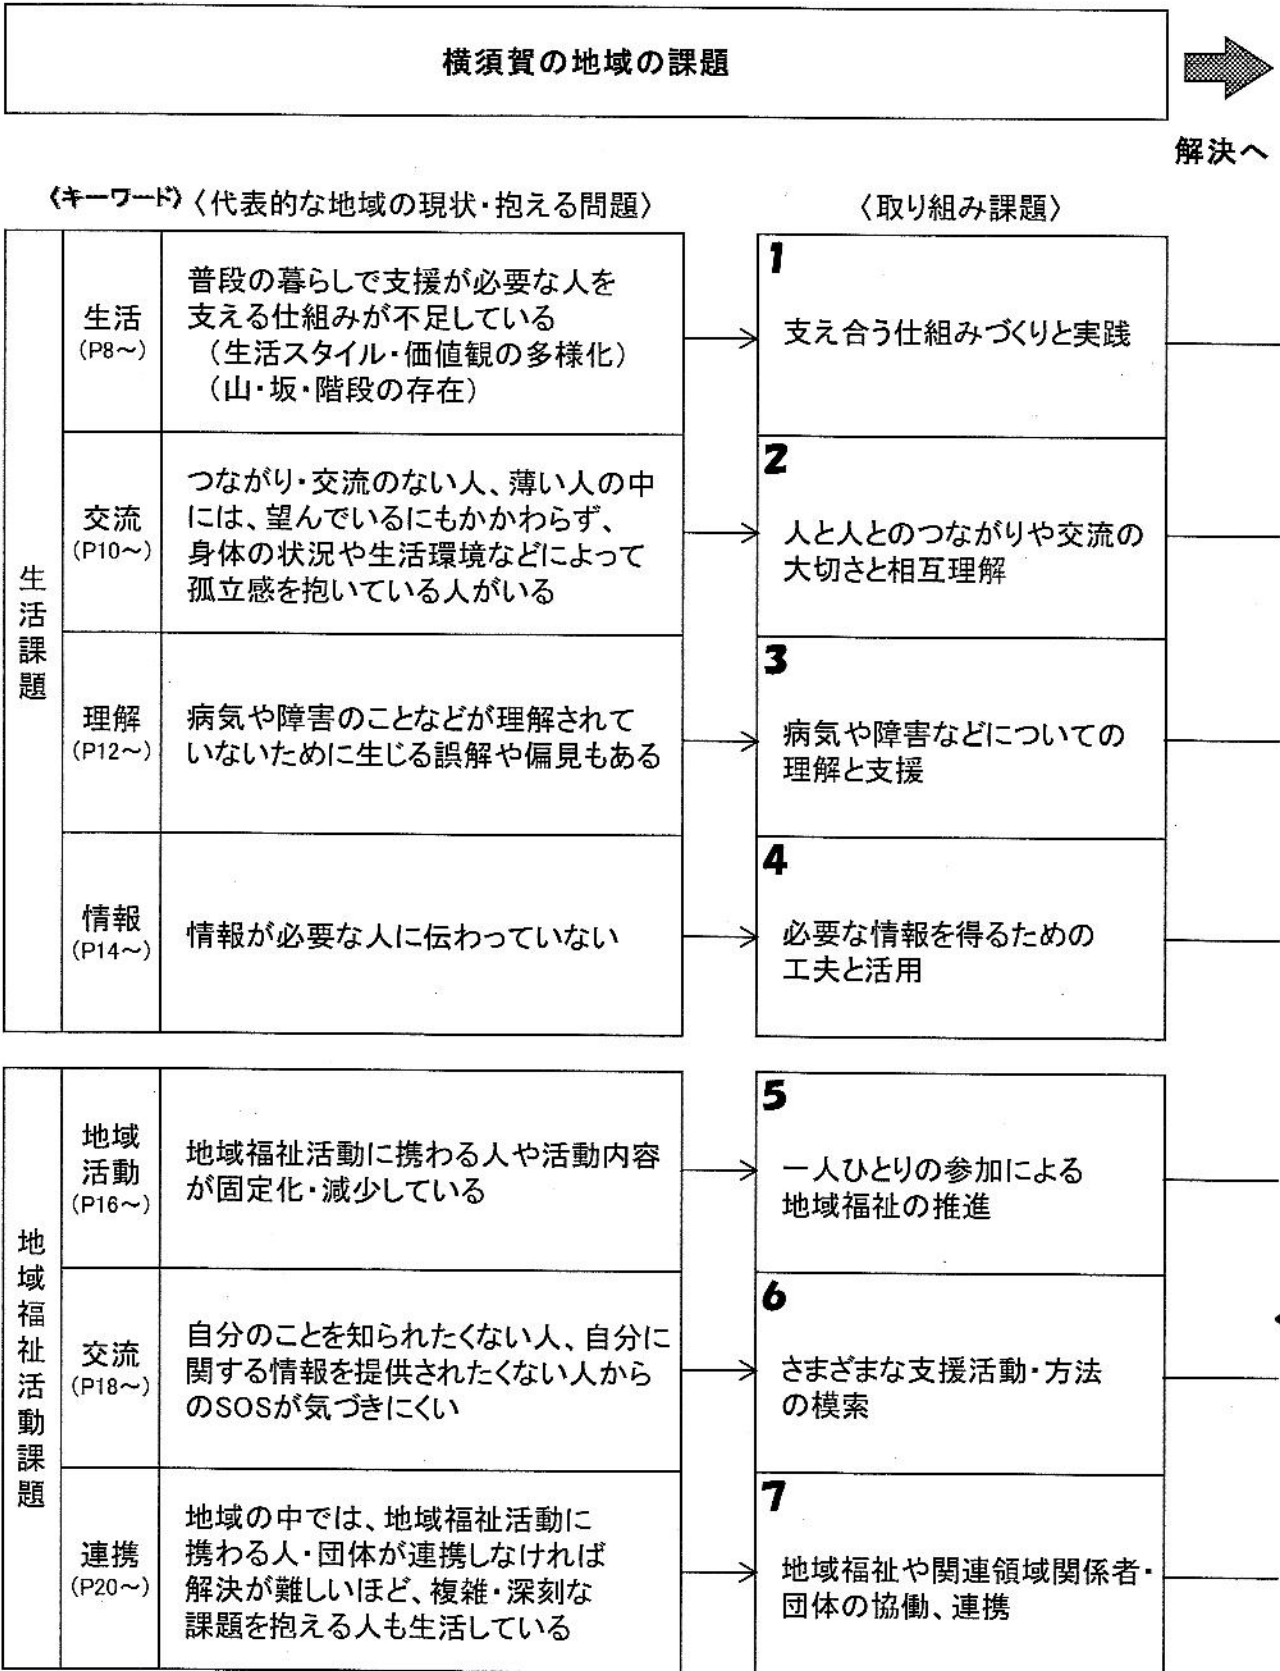 横須賀の地域の課題
解決へ
《キーワード》〈代表的な地域の現状・抱える問題〉
〈取り組み課題〉
生活課題
生活
(P8～)
普段の暮らしで支援が必要な人を
支える仕組みが不足している
（生活スタイル・価値観の多様化）
（山・坂・階段の存在）
1
支え合う仕組みづくりと実践
交流
(P10～)
つながり・交流のない人、薄い人の中
には、望んでいるにもかかわらず、
身体の状況や生活環境などによって
孤立感を抱いている人がいる
2
人と人とのつながりや交流の
大切さと相互理解
理解
(P12～)
病気や障害のことなどが理解されて
いないために生じる誤解や偏見もある
3
病気や障害などについての
理解と支援
情報
(P14～)
情報が必要な人に伝わっていない
4
必要な情報を得るための
工夫と活用
地域福祉活動課題
地域
活動
(P16～)
地域福祉活動に携わる人や活動内容
が固定化・減少している
5
一人ひとりの参加による
地域福祉の推進
交流
(P18～)
自分のことを知られたくない人、自分に
関する情報を提供されたくない人から
のSOSが気づきにくい
6
さまざまな支援活動・方法
の模索
連携
(P20～)
地域の中では、地域福祉活動に
携わる人・団体が連携しなければ
解決が難しいほど、複雑・深刻な
課題を抱える人も生活している
7
地域福祉や関連領域関係者・
団体の協働、連携